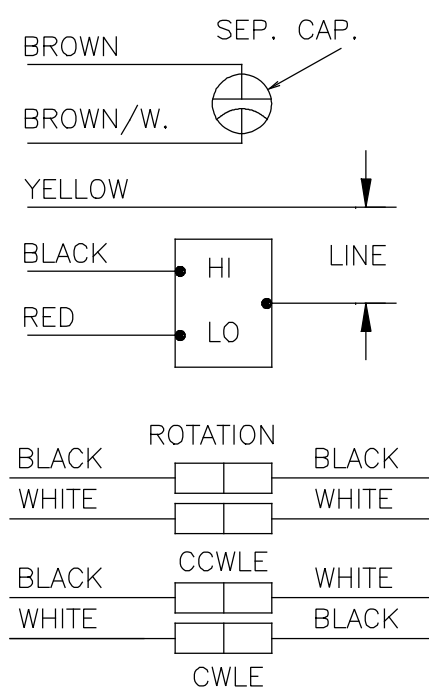 SEP. CAP.
BROWN
BROWN/W.
YELLOW
BLACK HI LINE
RED LO
ROTATION
BLACK BLACK
WHITE WHITE
CCWLE
BLACK WHITE
WHITE BLACK
CWLE